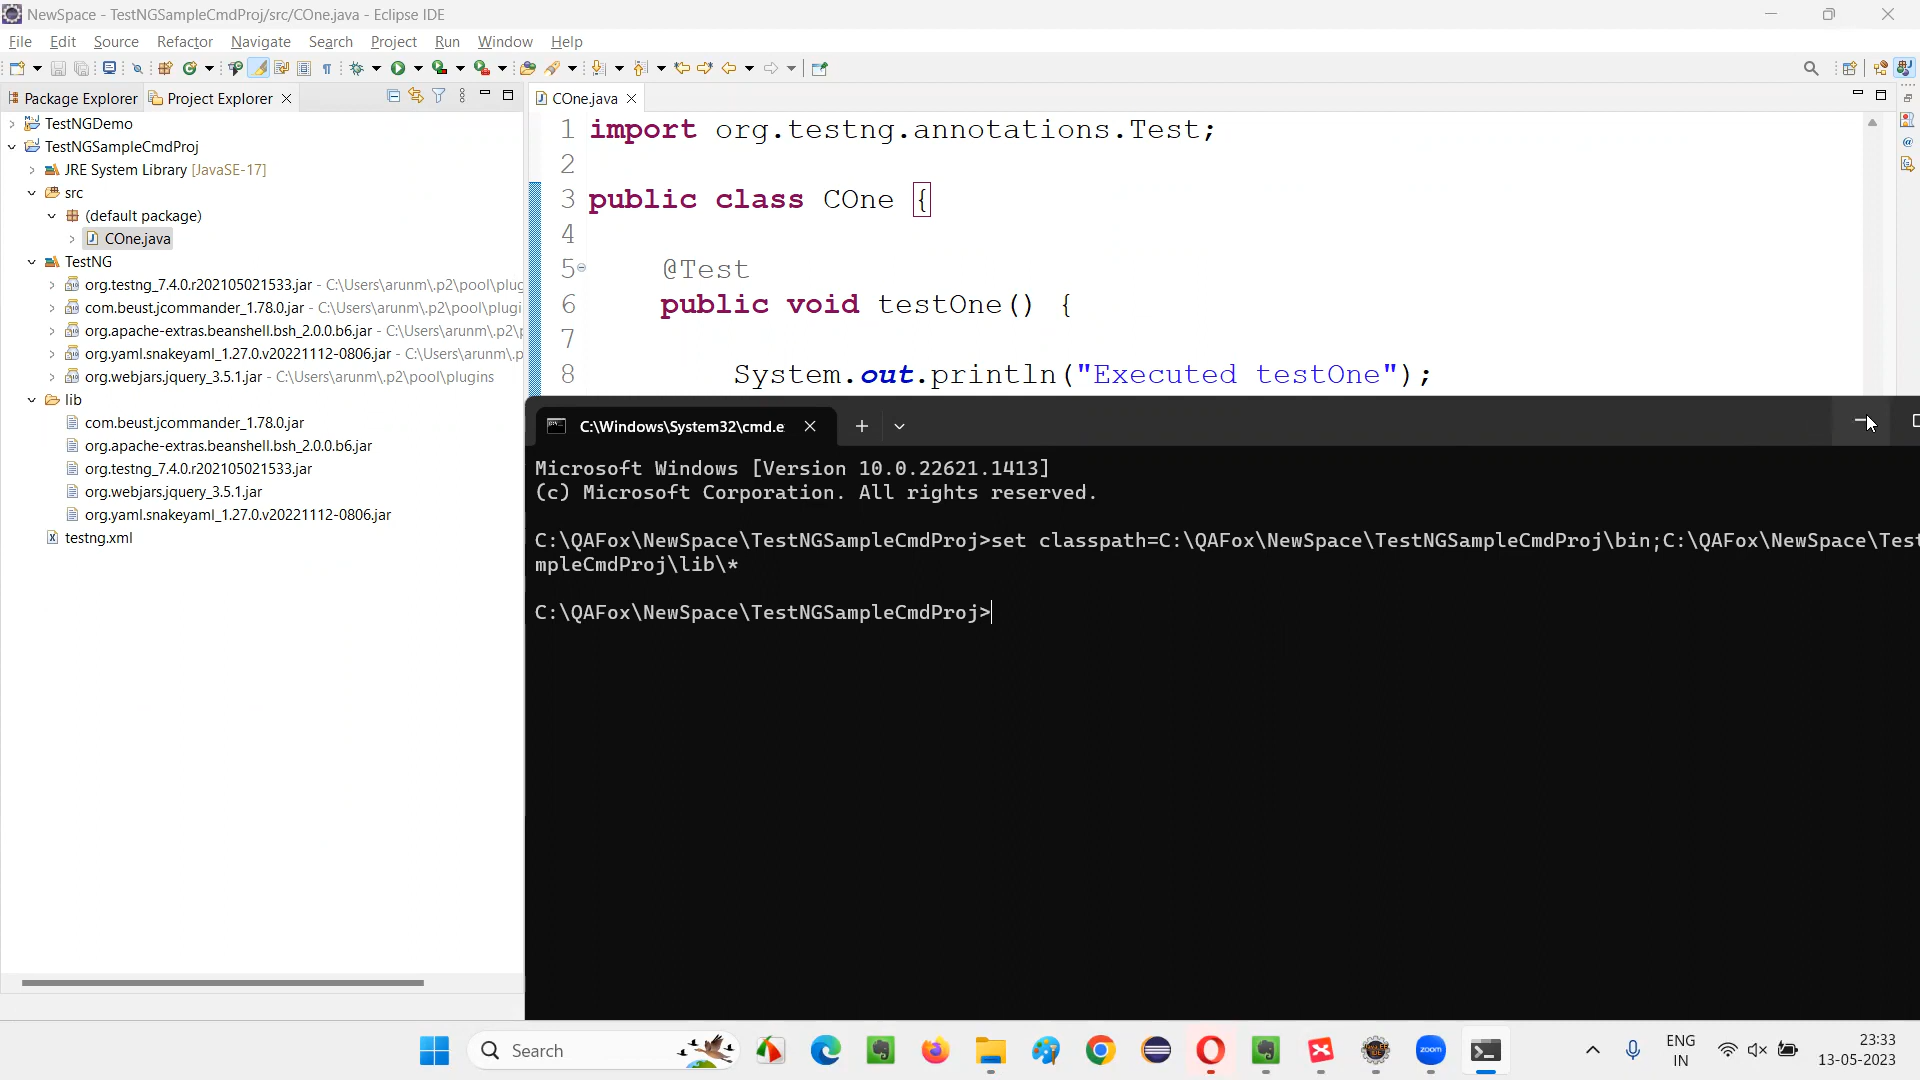 NewSpace - TestNGSampleCmdProj/src/COne.java - Eclipse IDE
File Edit Source Refactor Navigate Search Project Run Window Help
Package Explorer Project Explorer
TestNGDemo
TestNGSampleCmdProj
JRE System Library [JavaSE-17]
src
(default package)
COne.java
TestNG
org.testng_7.4.0.r202105021533.jar - C:\Users\arunm\.p2\pool\plug
com.beust.jcommander_1.78.0.jar - C:\Users\arunm\.p2\pool\plugi
org.apache-extras.beanshell.bsh_2.0.0.b6.jar - C:\Users\arunm\.p2\p
org.yaml.snakeyaml_1.27.0.v20221112-0806.jar - C:\Users\arunm\.p
org.webjars.jquery_3.5.1.jar - C:\Users\arunm\.p2\pool\plugins
lib
com.beust.jcommander_1.78.0.jar
org.apache-extras.beanshell.bsh_2.0.0.b6.jar
org.testng_7.4.0.r202105021533.jar
org.webjars.jquery_3.5.1.jar
org.yaml.snakeyaml_1.27.0.v20221112-0806.jar
testng.xml
COne.java
1 import org.testng.annotations.Test;
2
3 public class COne {
4
5 @Test
6 public void testOne() {
7
8 System.out.println("Executed testOne");
C:\Windows\System32\cmd.e
Microsoft Windows [Version 10.0.22621.1413]
(c) Microsoft Corporation. All rights reserved.
C:\QAFox\NewSpace\TestNGSampleCmdProj>set classpath=C:\QAFox\NewSpace\TestNGSampleCmdProj\bin;C:\QAFox\NewSpace\Test
mpleCmdProj\lib\*
C:\QAFox\NewSpace\TestNGSampleCmdProj>
Search
zoom
ENG
IN
23:33
13-05-2023